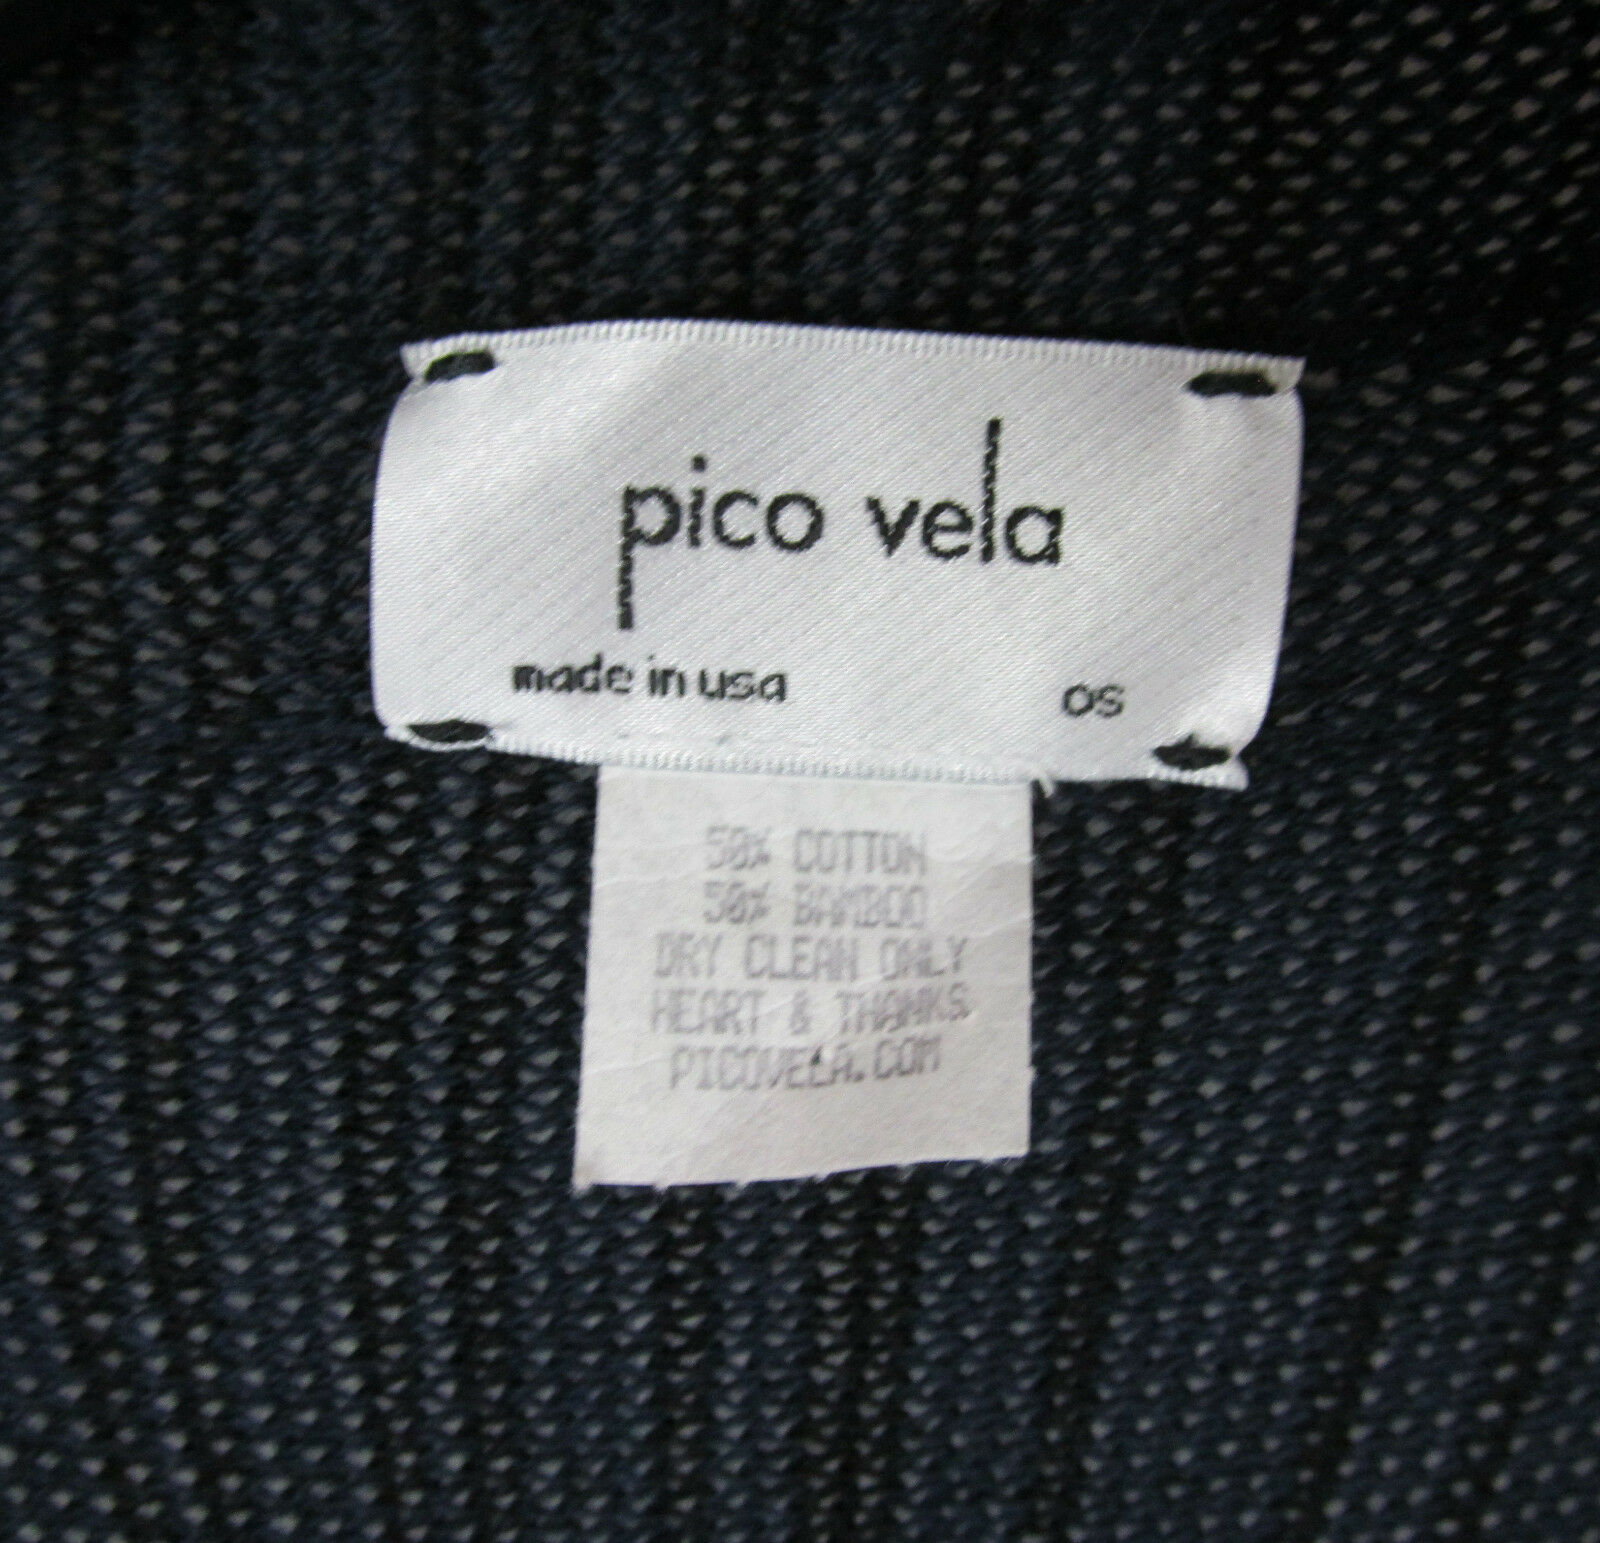 pico vela
made in usa os
50% COTTON
50% BAMBOO
DRY CLEAN ONLY
HEART & THANKS
PICOVELA.COM